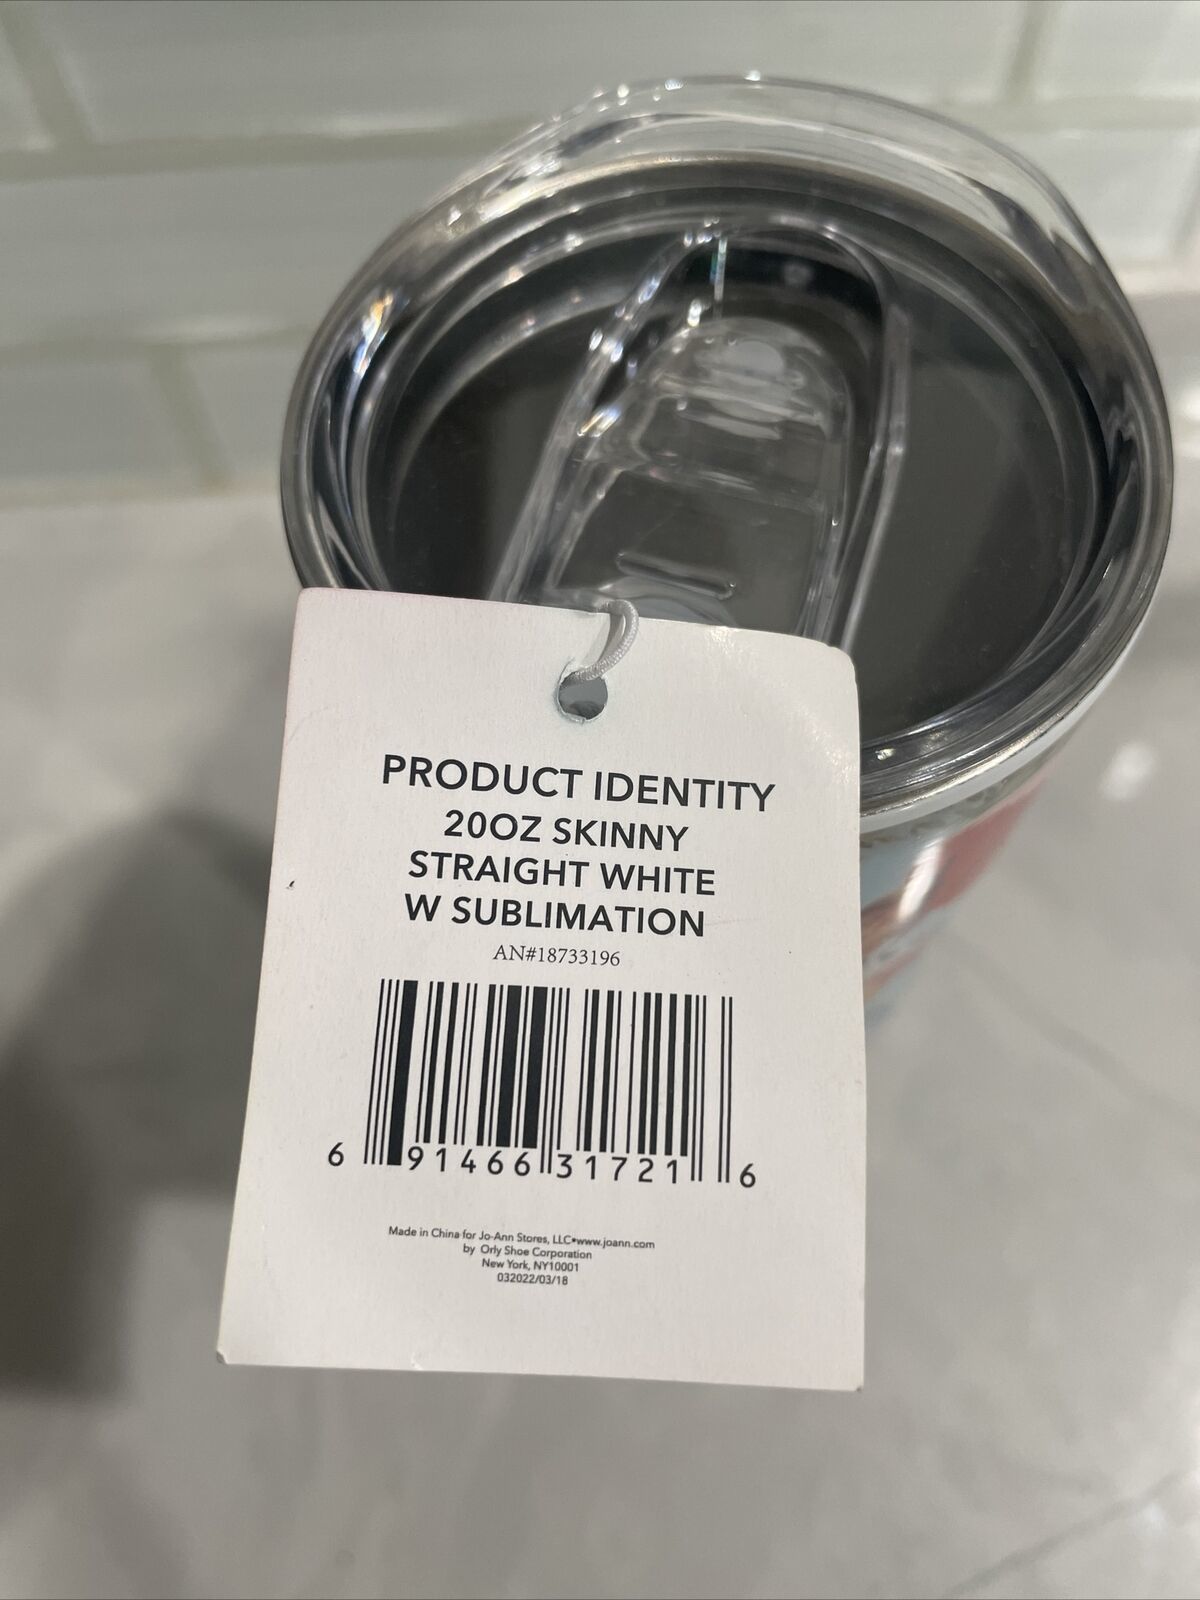 PRODUCT IDENTITY
20OZ SKINNY
STRAIGHT WHITE
W SUBLIMATION
AN#18733196
6 91466 31721 6
Made in China for Jo-Ann Stores, LLC•www.joann.com
by Orly Shoe Corporation
New York, NY10001
032022/03/18